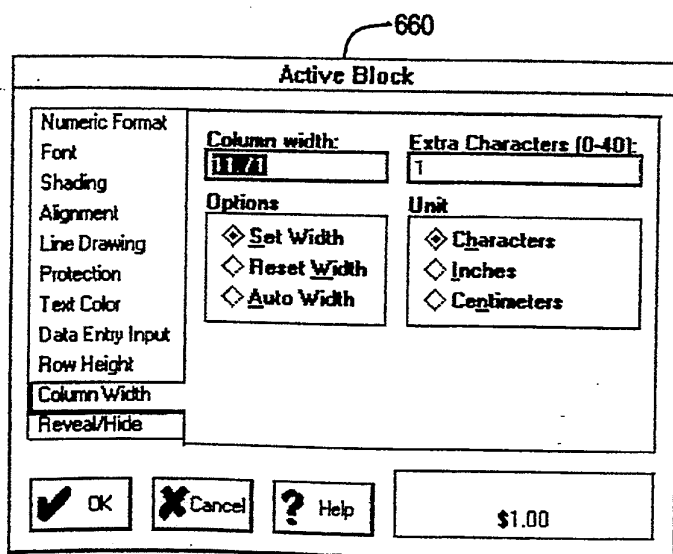 660
Active Block
Numeric Format
Font
Shading
Alignment
Line Drawing
Protection
Text Color
Data Entry Input
Row Height
Column Width
Reveal/Hide
Column width:
11.71
Extra Characters (0-40):
1
Options
Set Width
Reset Width
Auto Width
Unit
Characters
Inches
Centimeters
OK
Cancel
? Help
$1.00